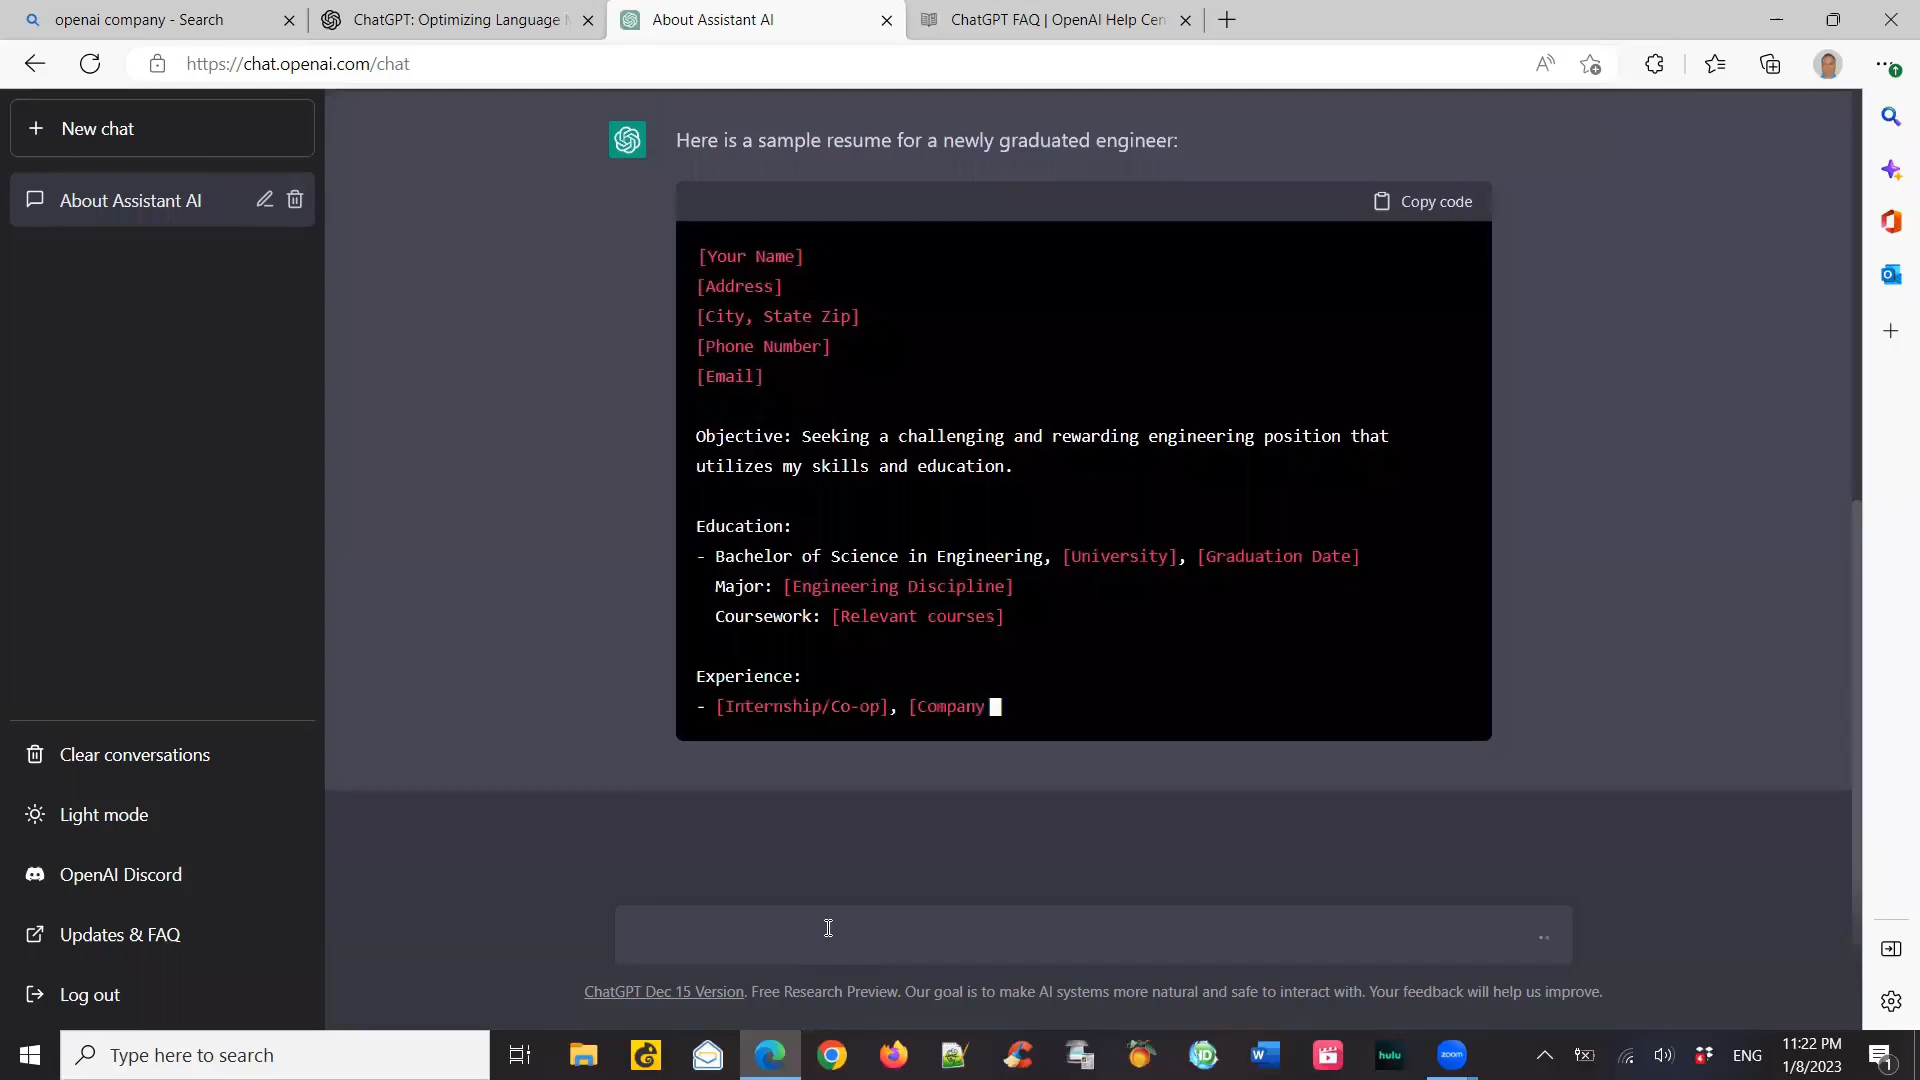 openai company - Search
ChatGPT: Optimizing Language
About Assistant AI
ChatGPT FAQ | OpenAI Help Cen
https://chat.openai.com/chat
New chat
About Assistant AI
Clear conversations
Light mode
OpenAI Discord
Updates & FAQ
Log out
Here is a sample resume for a newly graduated engineer:
Copy code
[Your Name]
[Address]
[City, State Zip]
[Phone Number]
[Email]
Objective: Seeking a challenging and rewarding engineering position that
utilizes my skills and education.
Education:
- Bachelor of Science in Engineering, [University], [Graduation Date]
Major: [Engineering Discipline]
Coursework: [Relevant courses]
Experience:
- [Internship/Co-op], [Company
ChatGPT Dec 15 Version. Free Research Preview. Our goal is to make AI systems more natural and safe to interact with. Your feedback will help us improve.
Type here to search
hulu
zoom
ENG
11:22 PM
1/8/2023
1